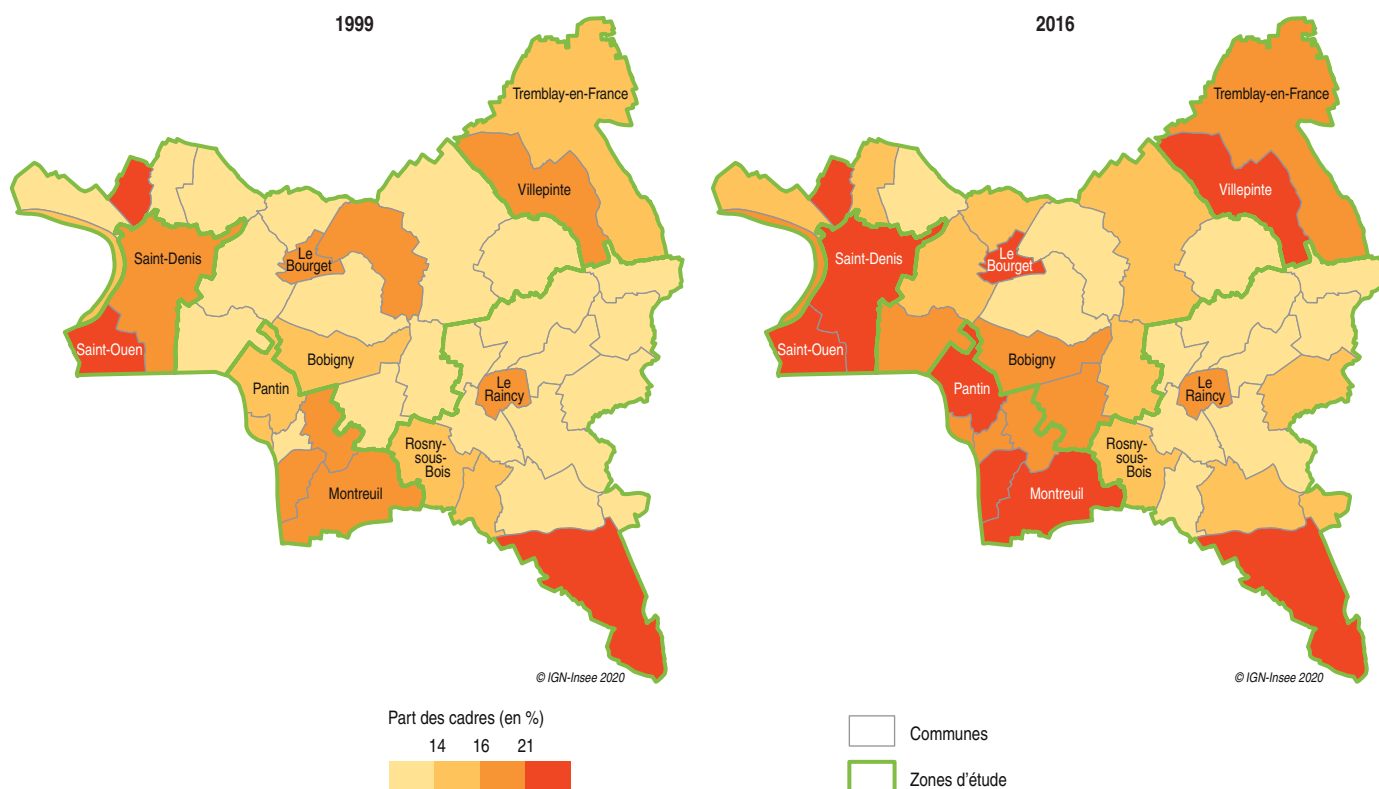 1999
Tremblay-en-France
Villepinte
Saint-Denis
Le
Bourget
Saint-Ouen
Bobigny
Pantin
Le
Raincy
Rosny-
sous-
Bois
Montreuil
© IGN-Insee 2020
2016
Tremblay-en-France
Villepinte
Saint-Denis
Le
Bourget
Saint-Ouen
Bobigny
Pantin
Le
Raincy
Rosny-
sous-
Bois
Montreuil
© IGN-Insee 2020
Part des cadres (en %)
14 16 21
Communes
Zones d'étude